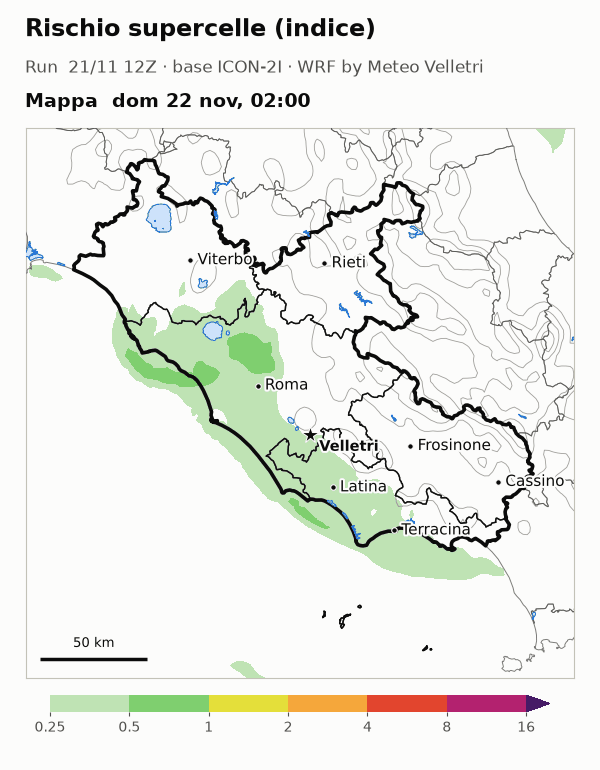 Rischio supercelle (indice)
Run 21/11 12Z · base ICON-2I · WRF by Meteo Velletri
Mappa dom 22 nov, 02:00
Viterbo
Rieti
Roma
Velletri
Frosinone
Latina
Cassino
Terracina
50 km
0.25 0.5 1 2 4 8 16